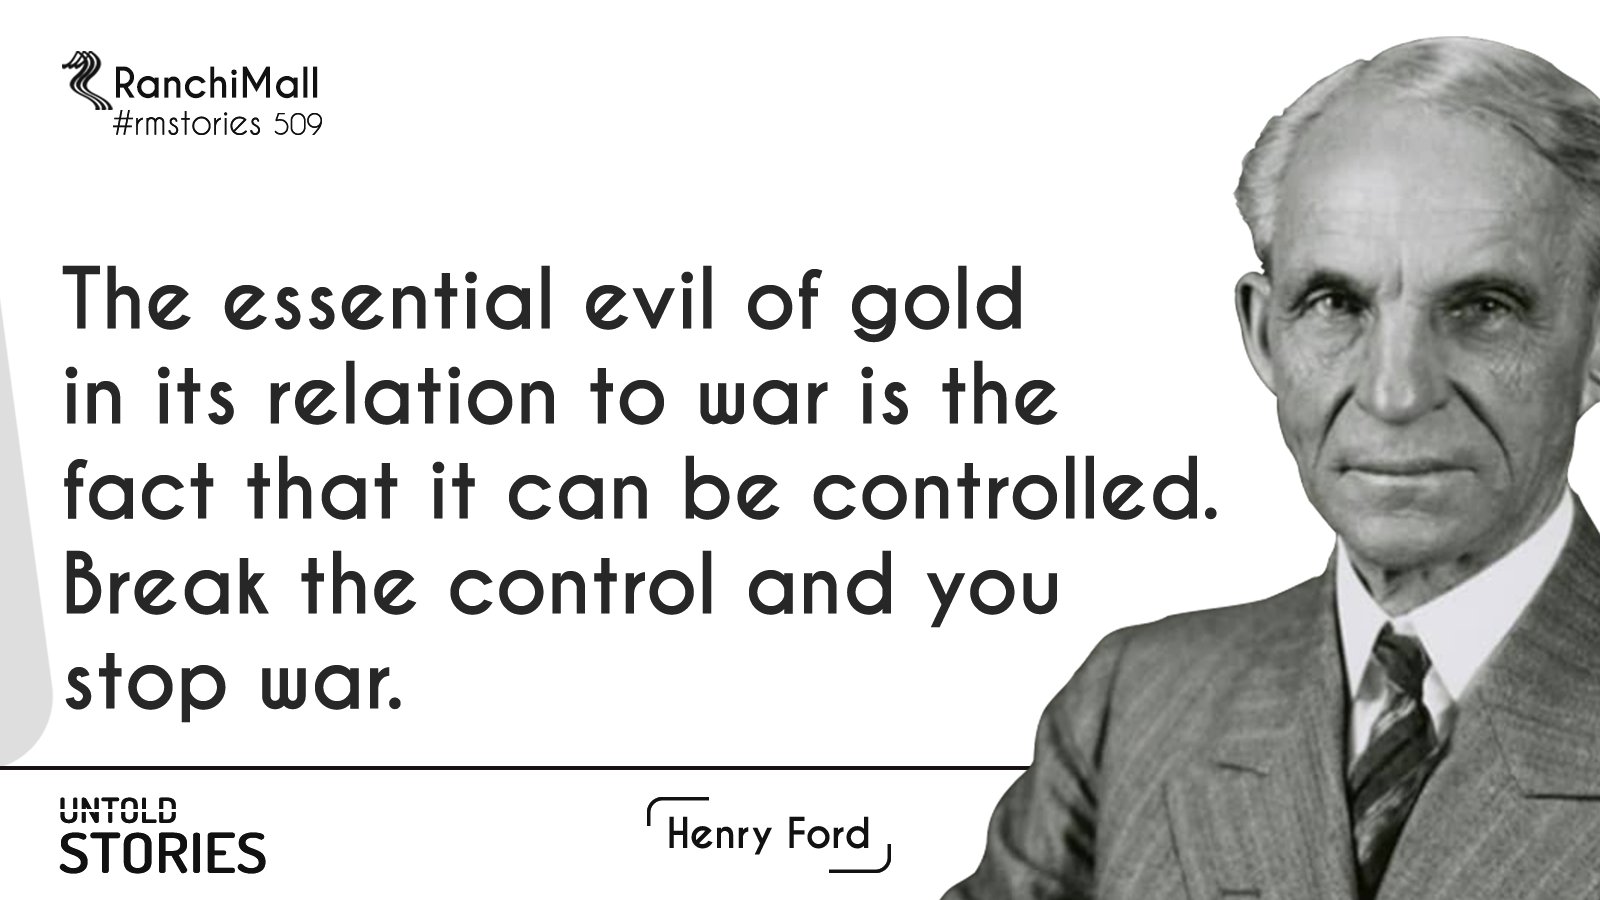 RanchiMall
#rmstories 509
The essential evil of gold
in its relation to war is the
fact that it can be controlled.
Break the control and you
stop war.
UNTOLD
STORIES
Henry Ford